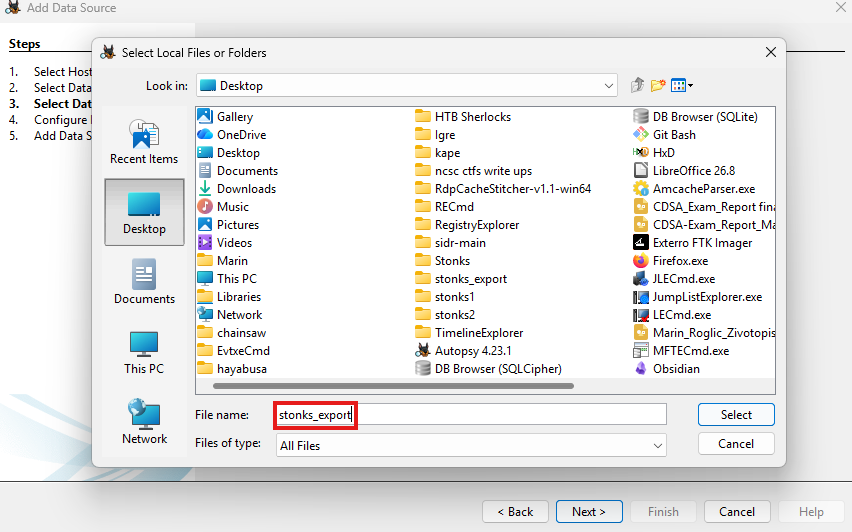 Add Data Source
Steps
1. Select Host
2. Select Data
3. Select Dat
4. Configure
5. Add Data S
Select Local Files or Folders
Look in: Desktop
Recent Items
Desktop
Documents
This PC
Network
Gallery
OneDrive
Desktop
Documents
Downloads
Music
Pictures
Videos
Marin
This PC
Libraries
Network
chainsaw
EvtxeCmd
hayabusa
HTB Sherlocks
Igre
kape
ncsc ctfs write ups
RdpCacheStitcher-v1.1-win64
RECmd
RegistryExplorer
sidr-main
Stonks
stonks_export
stonks1
stonks2
TimelineExplorer
Autopsy 4.23.1
DB Browser (SQLCipher)
DB Browser (SQLite)
Git Bash
HxD
LibreOffice 26.8
AmcacheParser.exe
CDSA_Exam_Report fina
CDSA-Exam_Report_Ma
Exterro FTK Imager
Firefox.exe
JLECmd.exe
JumpListExplorer.exe
LECmd.exe
Marin_Roglic_Zivotopis
MFTECmd.exe
Obsidian
File name: stonks_export
Select
Files of type: All Files
Cancel
< Back
Next >
Finish
Cancel
Help